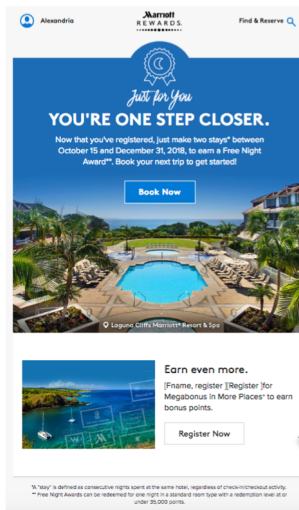 Alexandria
Marriott
REWARDS.
Find & Reserve
Just for You
YOU'RE ONE STEP CLOSER.
Now that you've registered, just make two stays* between
October 15 and December 31, 2018, to earn a Free Night
Award**. Book your next trip to get started!
Book Now
Laguna Cliffs Marriott® Resort & Spa
Earn even more.
[Fname, register ][Register ]for
Megabonus in More Places⁺ to earn
bonus points.
Register Now
*A "stay" is defined as consecutive nights spent at the same hotel, regardless of check-in/checkout activity.
** Free Night Awards can be redeemed for one night in a standard room type with a redemption level at or
under 35,000 points.